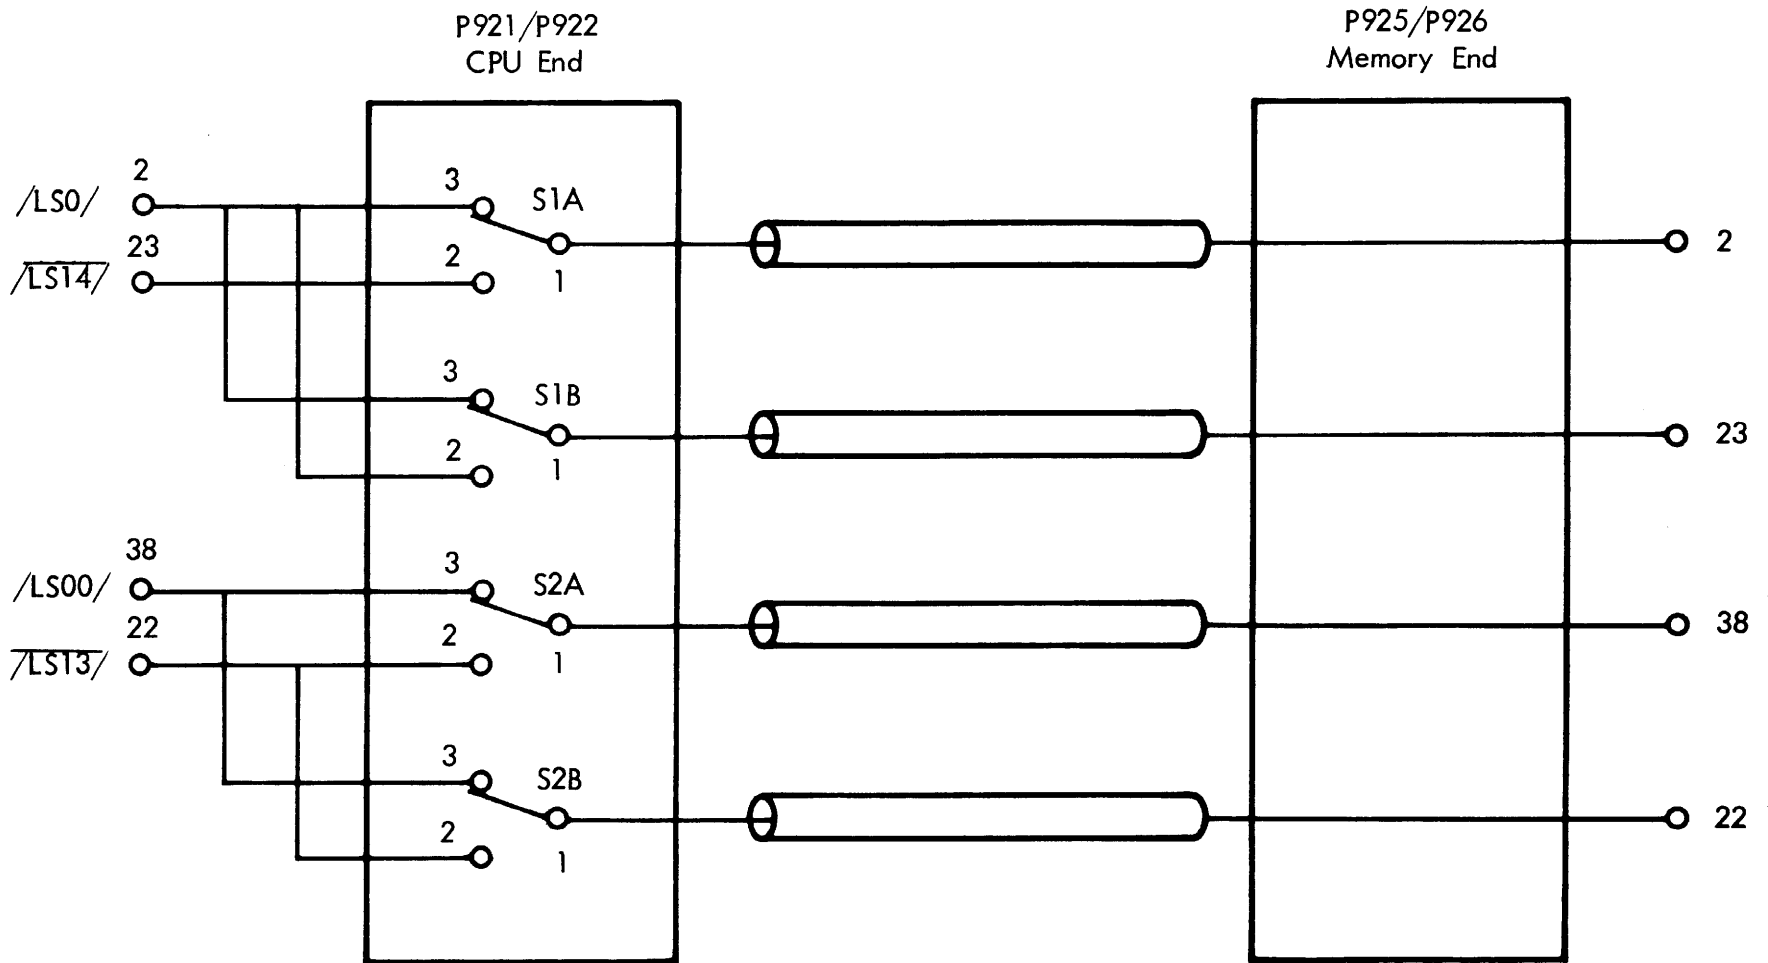 P921/P922
CPU End
P925/P926
Memory End
2
/LS0/
3
S1A
2
23
/LS14/
2
1
3
S1B
23
2
1
38
/LS00/
3
S2A
38
22
/LS13/
2
1
3
S2B
22
2
1